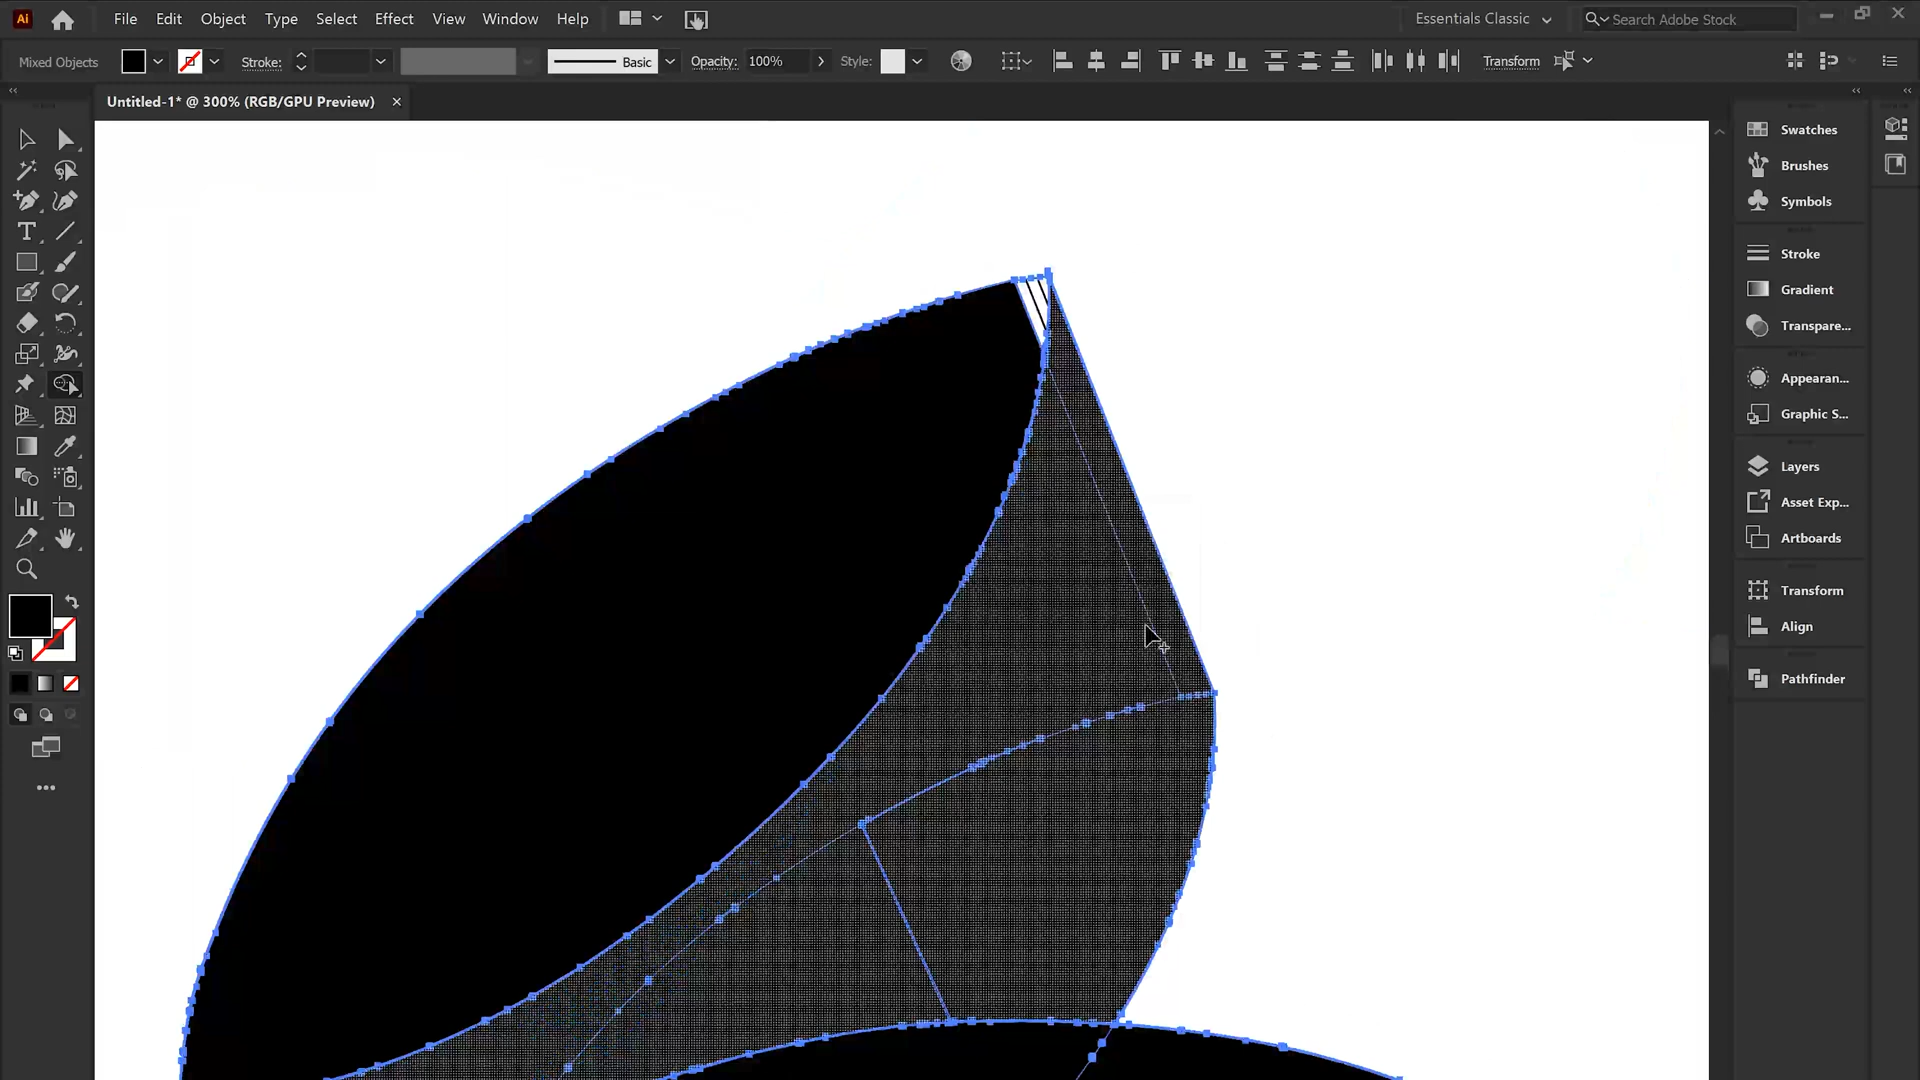 Ai File Edit Object Type Select Effect View Window Help Essentials Classic Search Adobe Stock
Mixed Objects Stroke: Basic Opacity: 100% Style: Transform
Untitled-1* @ 300% (RGB/GPU Preview)
Swatches
Brushes
Symbols
Stroke
Gradient
Transpare...
Appearan...
Graphic S...
Layers
Asset Exp...
Artboards
Transform
Align
Pathfinder